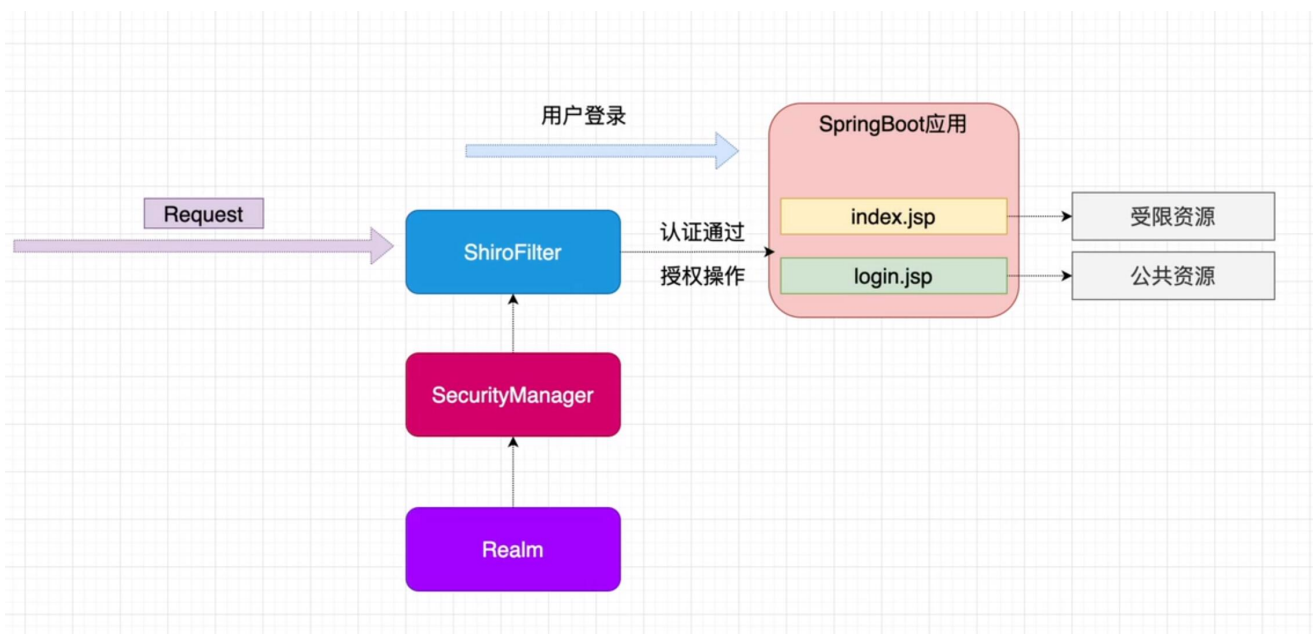 用户登录
SpringBoot应用
Request
index.jsp
受限资源
ShiroFilter
认证通过
授权操作
login.jsp
公共资源
SecurityManager
Realm